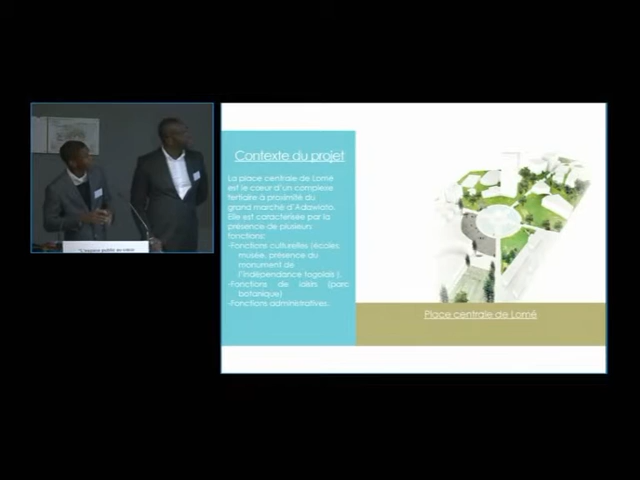 Contexte du projet
La place centrale de Lomé
est le cœur d'un complexe
tertiaire à proximité du
grand marché d'Adawlato.
Elle est caractérisée par la
présence de plusieurs
fonctions:
-Fonctions culturelles (écoles,
musée, présence du
monument de
l'indépendance togolais ).
-Fonctions de loisirs (parc
botanique)
-Fonctions administratives.
Place centrale de Lomé